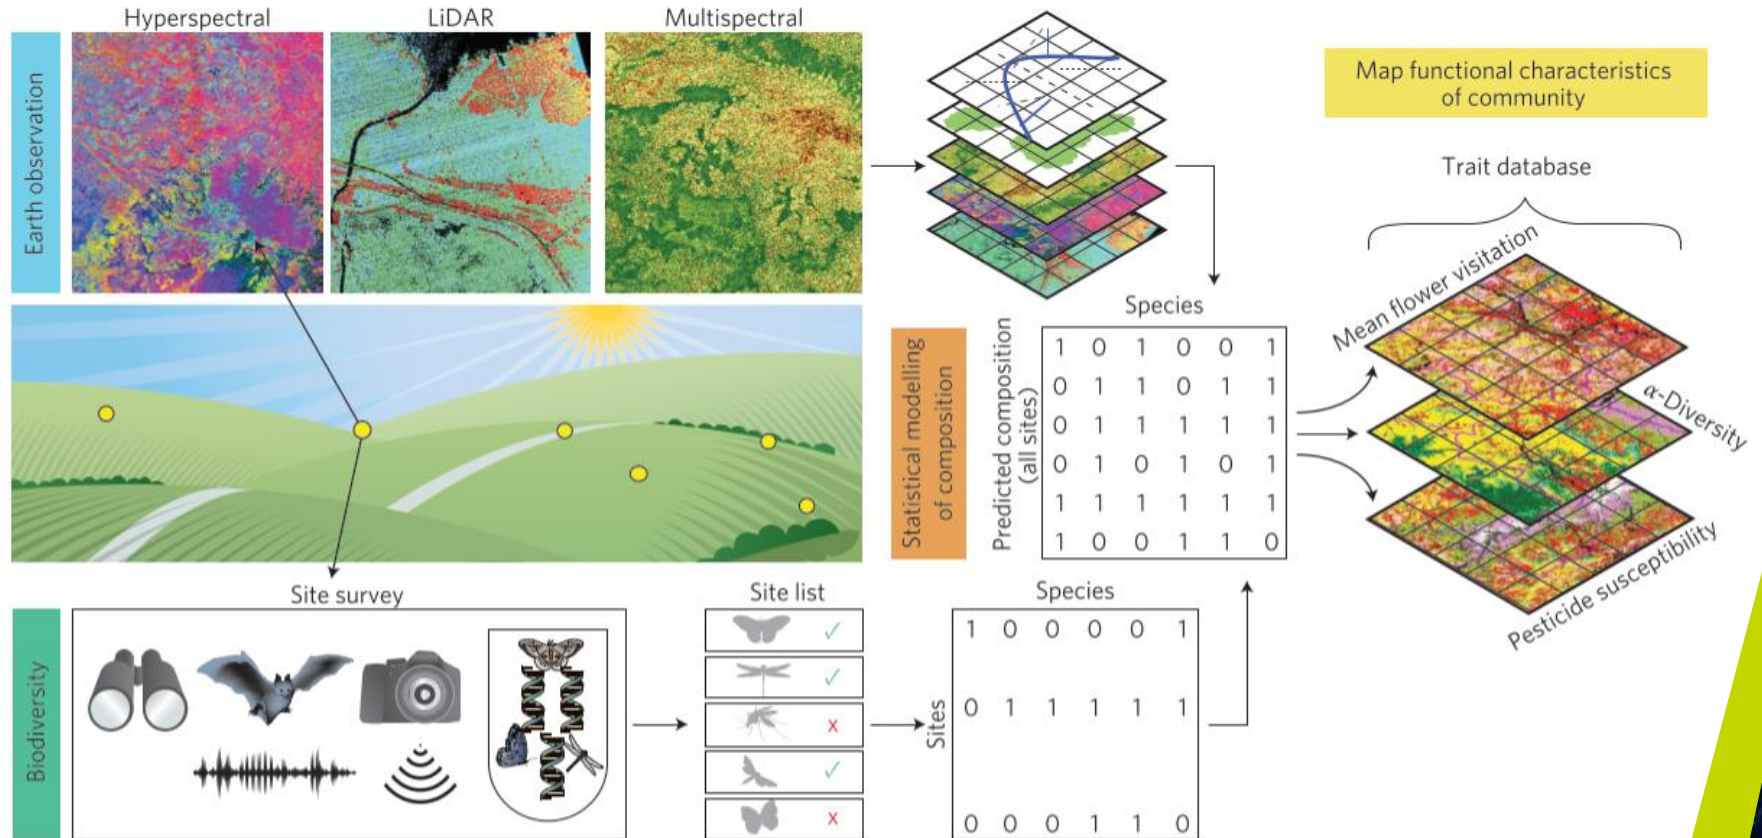 Hyperspectral
LiDAR
Multispectral
Earth observation
Map functional characteristics
of community
Trait database
Mean flower visitation
α-Diversity
Pesticide susceptibility
Statistical modelling
of composition
Predicted composition
(all sites)
Species
1 0 1 0 0 1
0 1 1 0 1 1
0 1 1 1 1 1
0 1 0 1 0 1
1 1 1 1 1 1
1 0 0 1 1 0
Biodiversity
Site survey
Site list
✓
✓
x
✓
x
Species
Sites
1 0 0 0 0 1
0 1 1 1 1 1
0 0 0 1 1 0